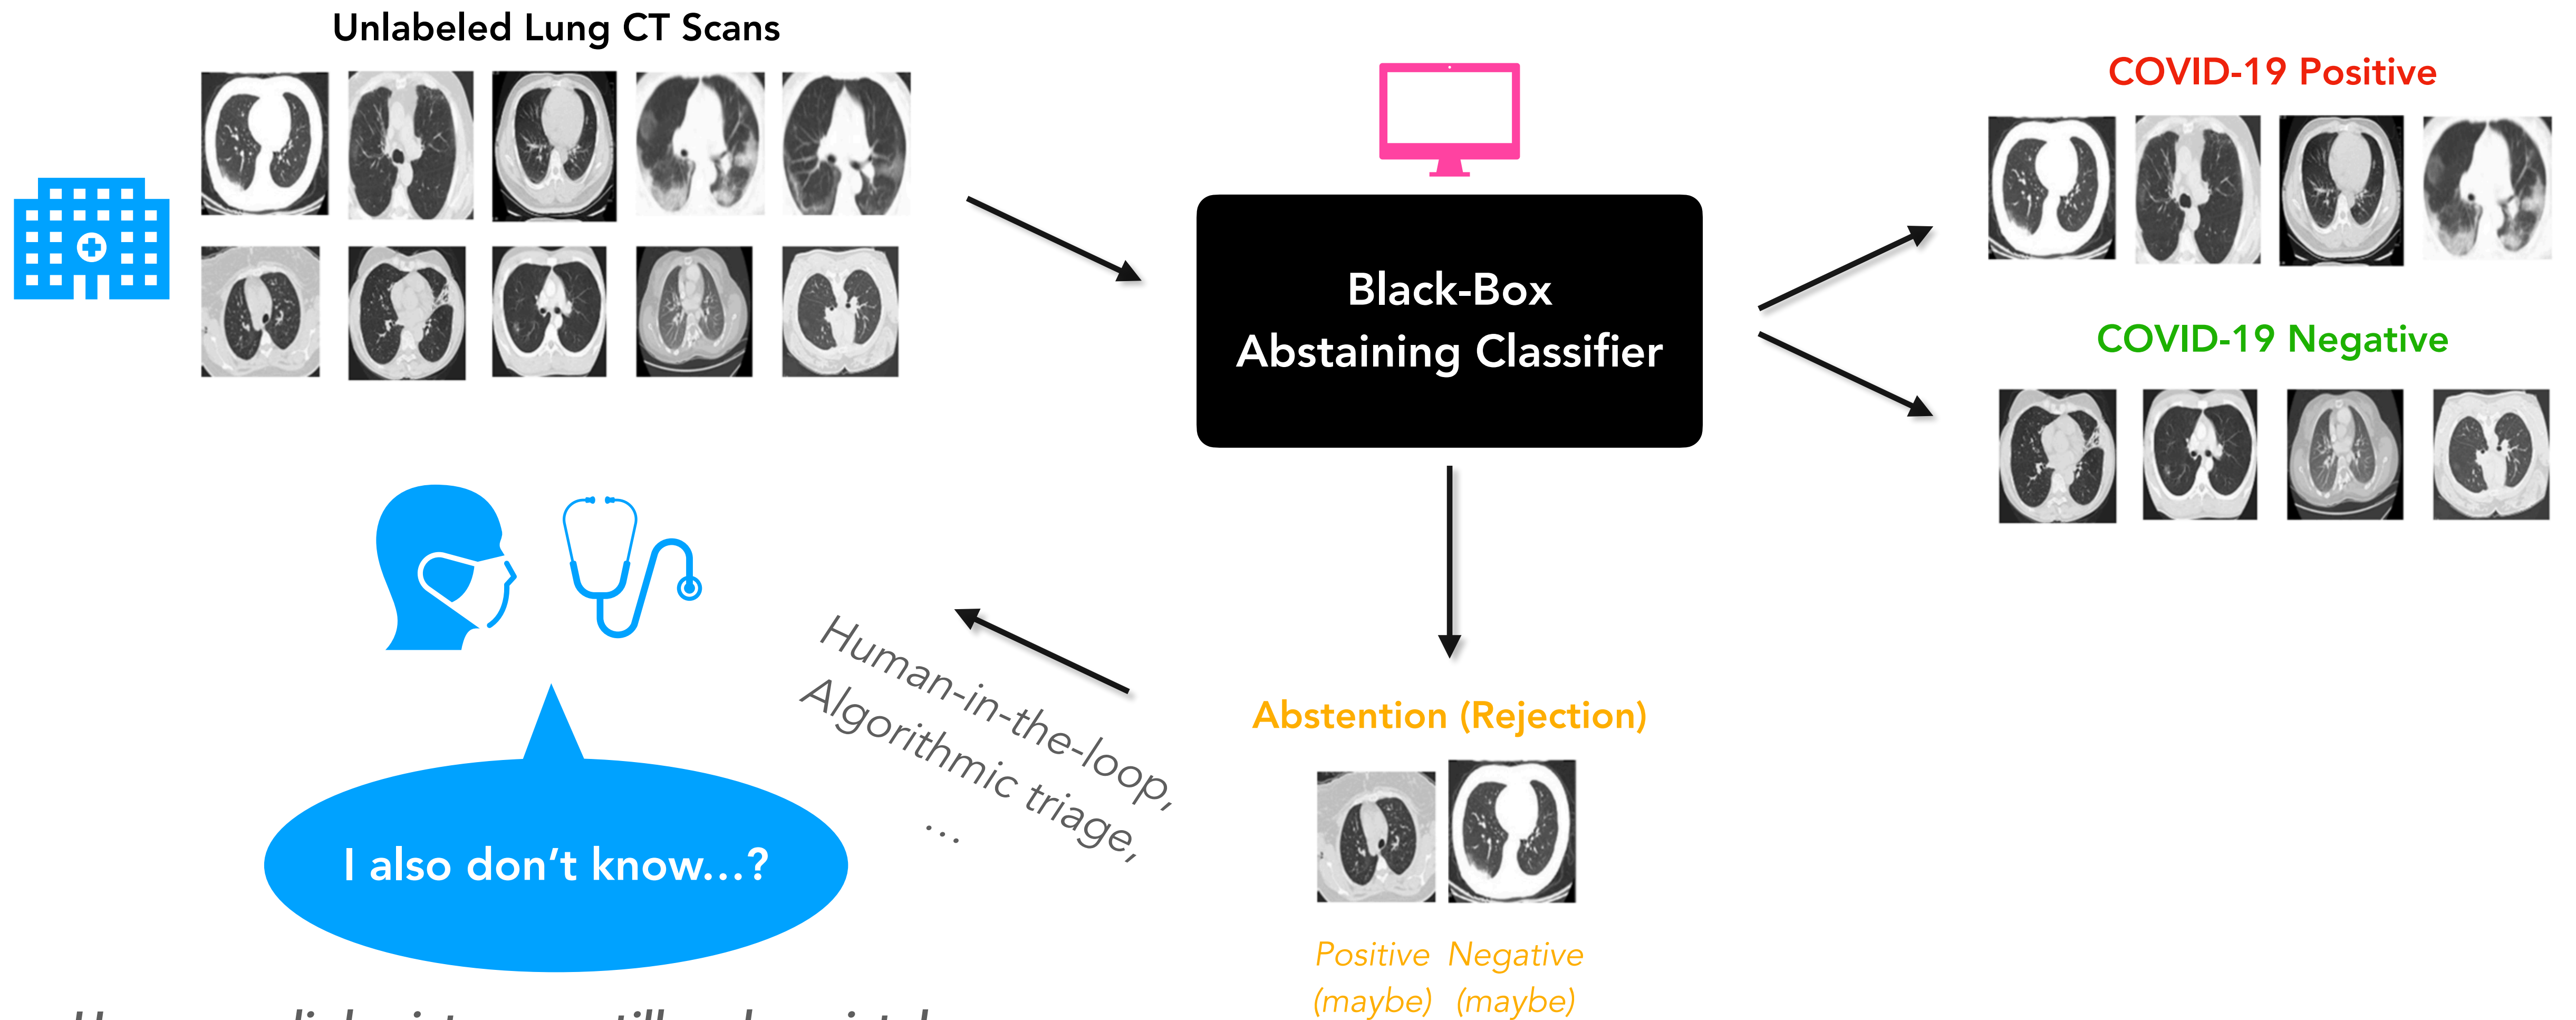 Unlabeled Lung CT Scans
COVID-19 Positive
Black-Box
Abstaining Classifier
COVID-19 Negative
Human-in-the-loop,
Algorithmic triage,
…
Abstention (Rejection)
I also don’t know…?
Positive Negative
(maybe) (maybe)